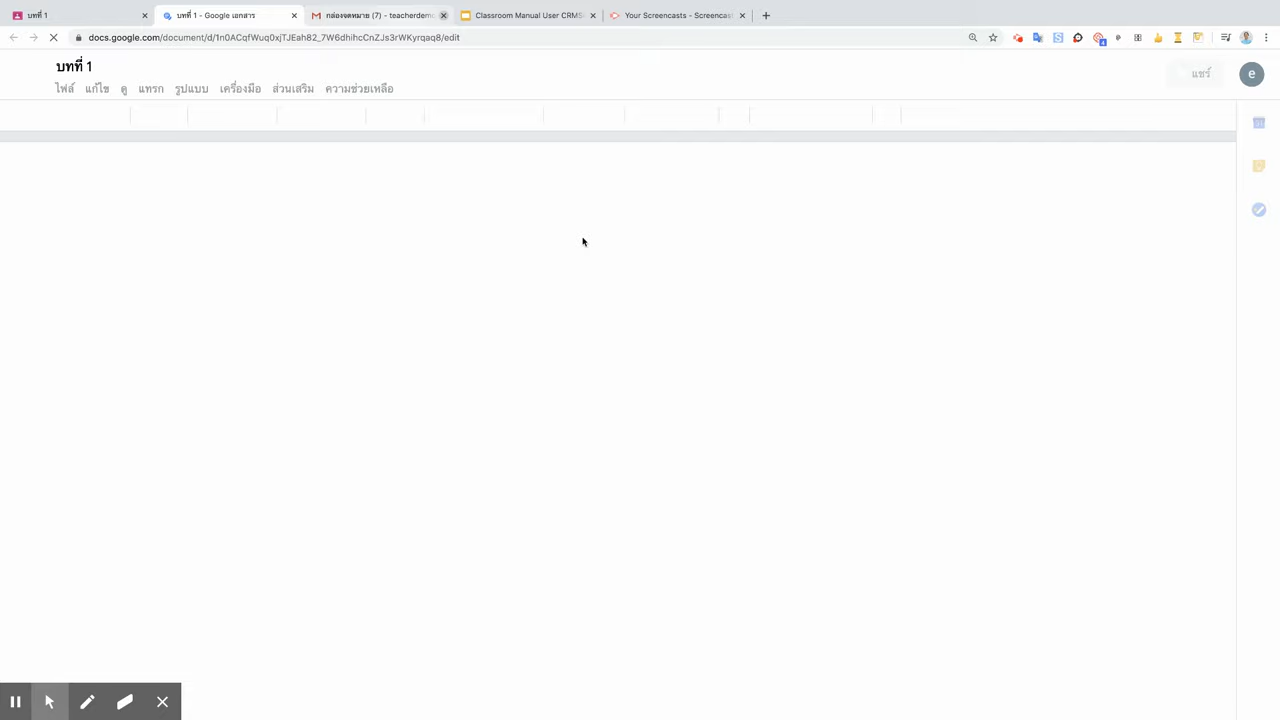 บทที่ 1
บทที่ 1 - Google เอกสาร
กล่องจดหมาย (7) - teacherdem
Classroom Manual User CRMS
Your Screencasts - Screencas
docs.google.com/document/d/1n0ACqfWuq0xjTJEah82_7W6dhihcCnZJs3rWKyrqaq8/edit
บทที่ 1
ไฟล์ แก้ไข ดู แทรก รูปแบบ เครื่องมือ ส่วนเสริม ความช่วยเหลือ
แชร์
e